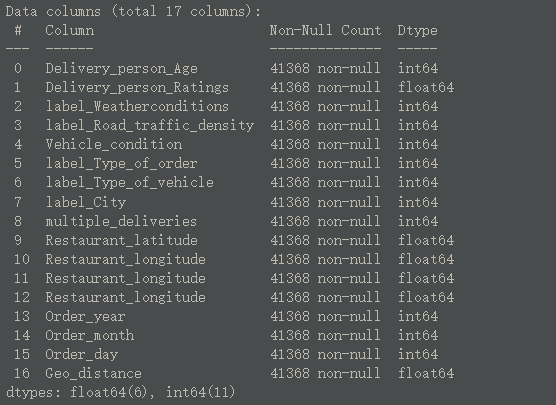 Data columns (total 17 columns):
 #   Column                      Non-Null Count  Dtype
---  ------                      --------------  -----
 0   Delivery_person_Age         41368 non-null  int64
 1   Delivery_person_Ratings     41368 non-null  float64
 2   label_Weatherconditions     41368 non-null  int64
 3   label_Road_traffic_density  41368 non-null  int64
 4   Vehicle_condition           41368 non-null  int64
 5   label_Type_of_order         41368 non-null  int64
 6   label_Type_of_vehicle       41368 non-null  int64
 7   label_City                  41368 non-null  int64
 8   multiple_deliveries         41368 non-null  int64
 9   Restaurant_latitude         41368 non-null  float64
 10  Restaurant_longitude        41368 non-null  float64
 11  Restaurant_longitude        41368 non-null  float64
 12  Restaurant_longitude        41368 non-null  float64
 13  Order_year                  41368 non-null  int64
 14  Order_month                 41368 non-null  int64
 15  Order_day                   41368 non-null  int64
 16  Geo_distance                41368 non-null  float64
dtypes: float64(6), int64(11)